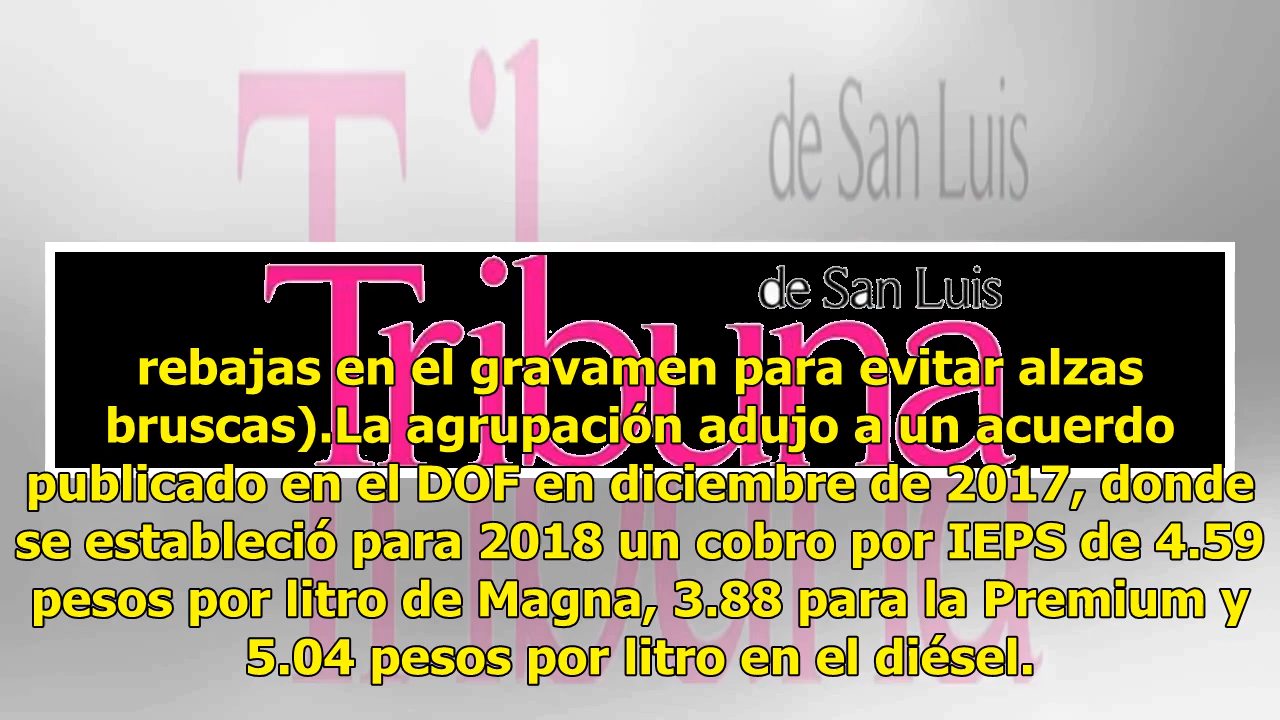 de San Luis
Tribuna
de San Luis
Tribuna
rebajas en el gravamen para evitar alzas
bruscas).La agrupación adujo a un acuerdo
publicado en el DOF en diciembre de 2017, donde
se estableció para 2018 un cobro por IEPS de 4.59
pesos por litro de Magna, 3.88 para la Premium y
5.04 pesos por litro en el diésel.